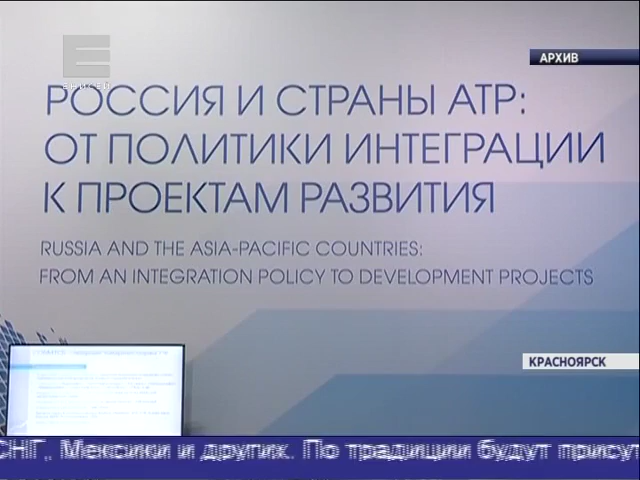 ЕНИСЕЙ
АРХИВ
РОССИЯ И СТРАНЫ АТР:
ОТ ПОЛИТИКИ ИНТЕГРАЦИИ
К ПРОЕКТАМ РАЗВИТИЯ
RUSSIA AND THE ASIA-PACIFIC COUNTRIES:
FROM AN INTEGRATION POLICY TO DEVELOPMENT PROJECTS
КРАСНОЯРСК
СНГ, Мексики и других. По традиции будут присут